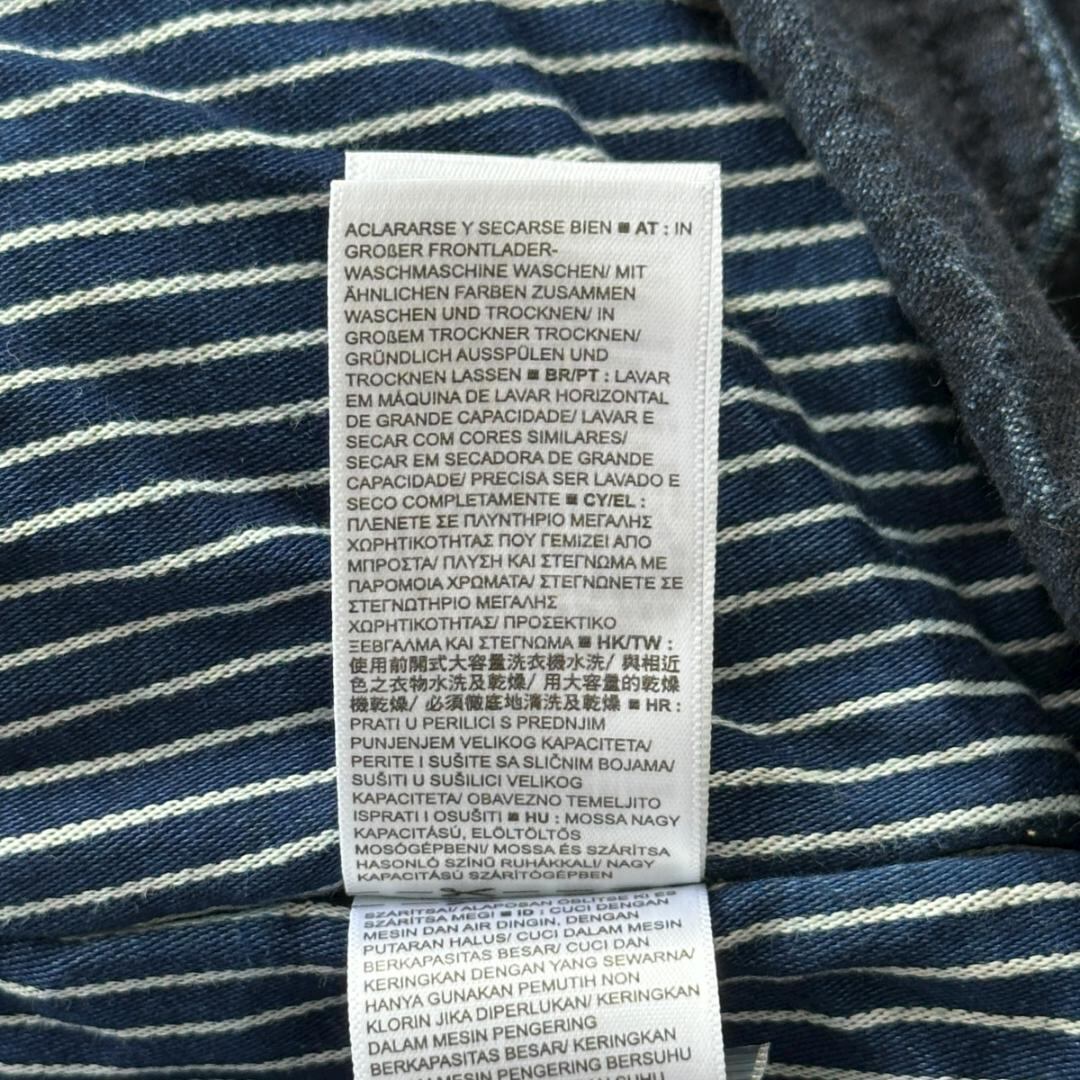 ACLARARSE Y SECARSE BIEN ■ AT : IN
GROßER FRONTLADER-
WASCHMASCHINE WASCHEN/ MIT
ÄHNLICHEN FARBEN ZUSAMMEN
WASCHEN UND TROCKNEN/ IN
GROßEM TROCKNER TROCKNEN/
GRÜNDLICH AUSSPÜLEN UND
TROCKNEN LASSEN ■ BR/PT : LAVAR
EM MÁQUINA DE LAVAR HORIZONTAL
DE GRANDE CAPACIDADE/ LAVAR E
SECAR COM CORES SIMILARES/
SECAR EM SECADORA DE GRANDE
CAPACIDADE/ PRECISA SER LAVADO E
SECO COMPLETAMENTE ■ CY/EL :
ΠΛΕΝΕΤΕ ΣΕ ΠΛΥΝΤΗΡΙΟ ΜΕΓΑΛΗΣ
ΧΩΡΗΤΙΚΟΤΗΤΑΣ ΠΟΥ ΓΕΜΙΖΕΙ ΑΠΟ
ΜΠΡΟΣΤΑ/ ΠΛΥΣΗ ΚΑΙ ΣΤΕΓΝΩΜΑ ΜΕ
ΠΑΡΟΜΟΙΑ ΧΡΩΜΑΤΑ/ ΣΤΕΓΝΩΝΕΤΕ ΣΕ
ΣΤΕΓΝΩΤΗΡΙΟ ΜΕΓΑΛΗΣ
ΧΩΡΗΤΙΚΟΤΗΤΑΣ/ ΠΡΟΣΕΚΤΙΚΟ
ΞΕΒΓΑΛΜΑ ΚΑΙ ΣΤΕΓΝΩΜΑ ■ HK/TW :
使用前開式大容量洗衣機水洗/ 與相近
色之衣物水洗及乾燥/ 用大容量的乾燥
機乾燥/ 必須徹底地清洗及乾燥 ■ HR :
PRATI U PERILICI S PREDNJIM
PUNJENJEM VELIKOG KAPACITETA/
PERITE I SUŠITE SA SLIČNIM BOJAMA/
SUŠITI U SUŠILICI VELIKOG
KAPACITETA/ OBAVEZNO TEMELJITO
ISPRATI I OSUŠITI ■ HU : MOSSA NAGY
KAPACITÁSÚ, ELÖLTÖLTŐS
MOSÓGÉPBEN/ MOSSA ÉS SZÁRÍTSA
HASONLÓ SZÍNŰ RUHÁKKAL/ NAGY
KAPACITÁSÚ SZÁRÍTÓGÉPBEN
SZÁRÍTSA/ ALAPOSAN ÖBLÍTSE KI ÉS
SZÁRÍTSA MEG ■ ID : CUCI DENGAN
MESIN DAN AIR DINGIN, DENGAN
PUTARAN HALUS/ CUCI DALAM MESIN
BERKAPASITAS BESAR/ CUCI DAN
KERINGKAN DENGAN YANG SEWARNA/
HANYA GUNAKAN PEMUTIH NON
KLORIN JIKA DIPERLUKAN/ KERINGKAN
DALAM MESIN PENGERING
BERKAPASITAS BESAR/ KERINGKAN
MESIN PENGERING BERSUHU